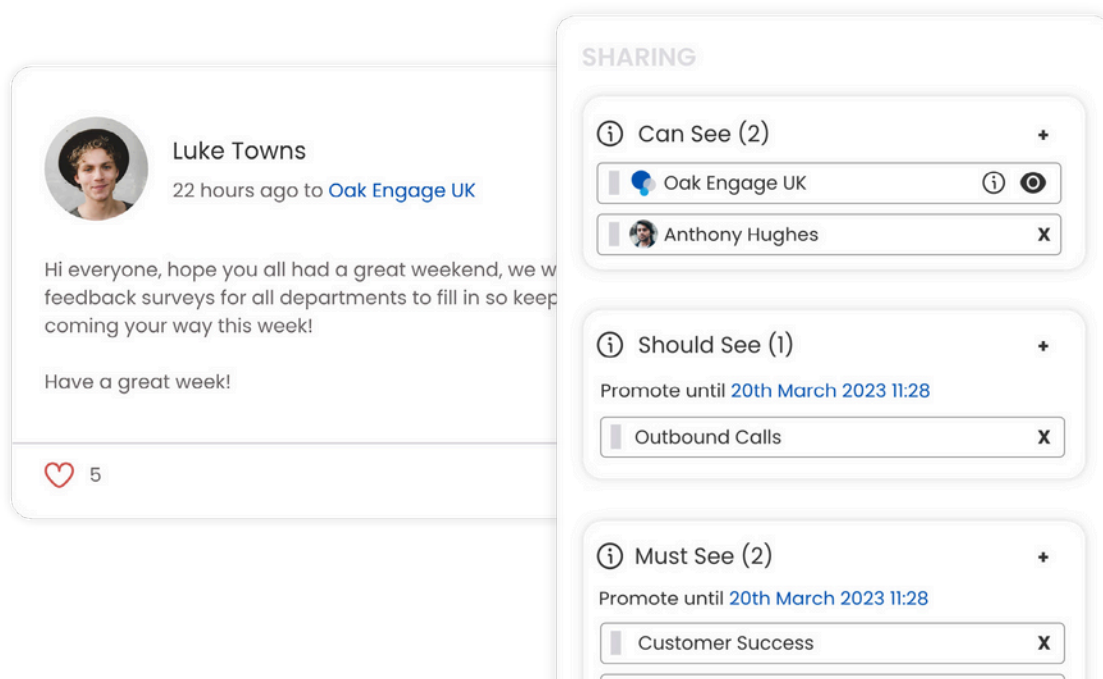 Luke Towns
22 hours ago to Oak Engage UK
Hi everyone, hope you all had a great weekend, we w
feedback surveys for all departments to fill in so keep
coming your way this week!
Have a great week!
5
SHARING
Can See (2) +
Oak Engage UK
Anthony Hughes X
Should See (1) +
Promote until 20th March 2023 11:28
Outbound Calls X
Must See (2) +
Promote until 20th March 2023 11:28
Customer Success X